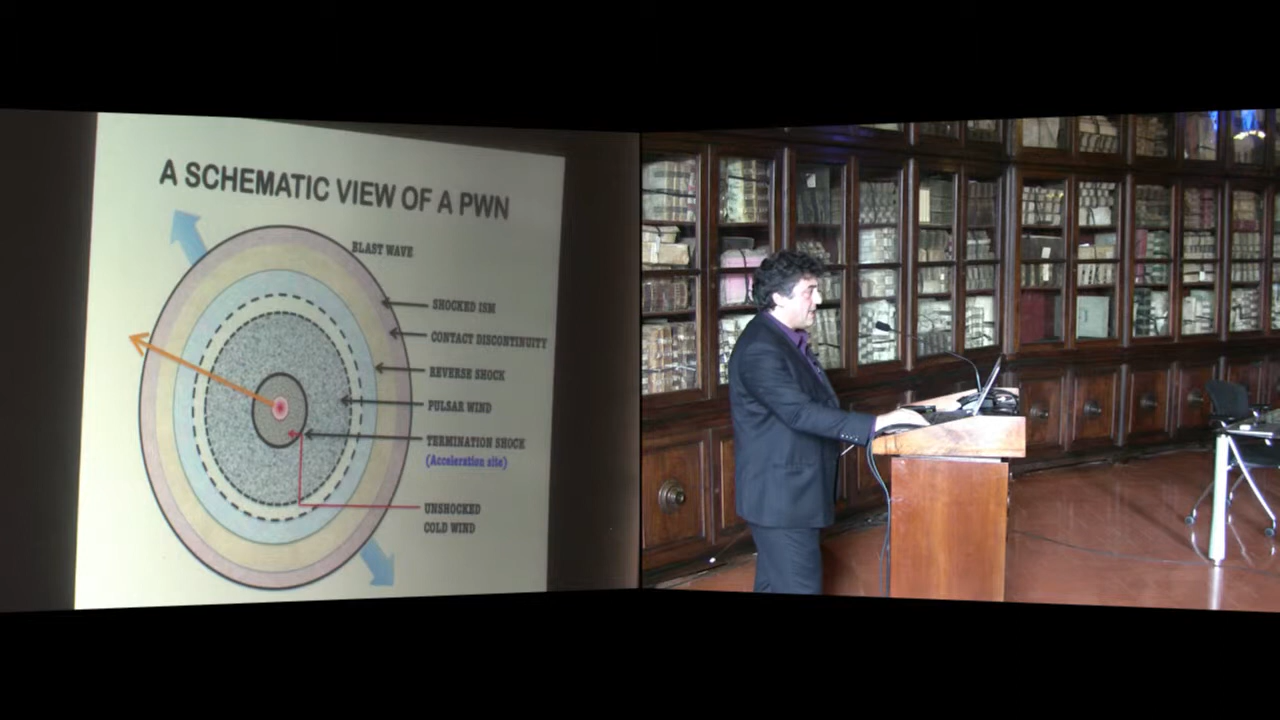 A SCHEMATIC VIEW OF A PWN
BLAST WAVE
SHOCKED ISM
CONTACT DISCONTINUITY
REVERSE SHOCK
PULSAR WIND
TERMINATION SHOCK
(Acceleration site)
UNSHOCKED
COLD WIND